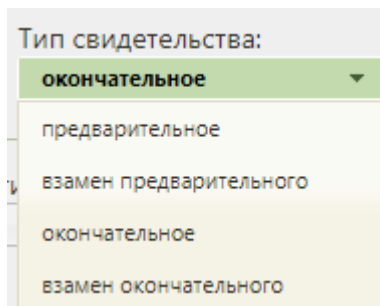 Тип свидетельства:
окончательное
предварительное
взамен предварительного
окончательное
взамен окончательного